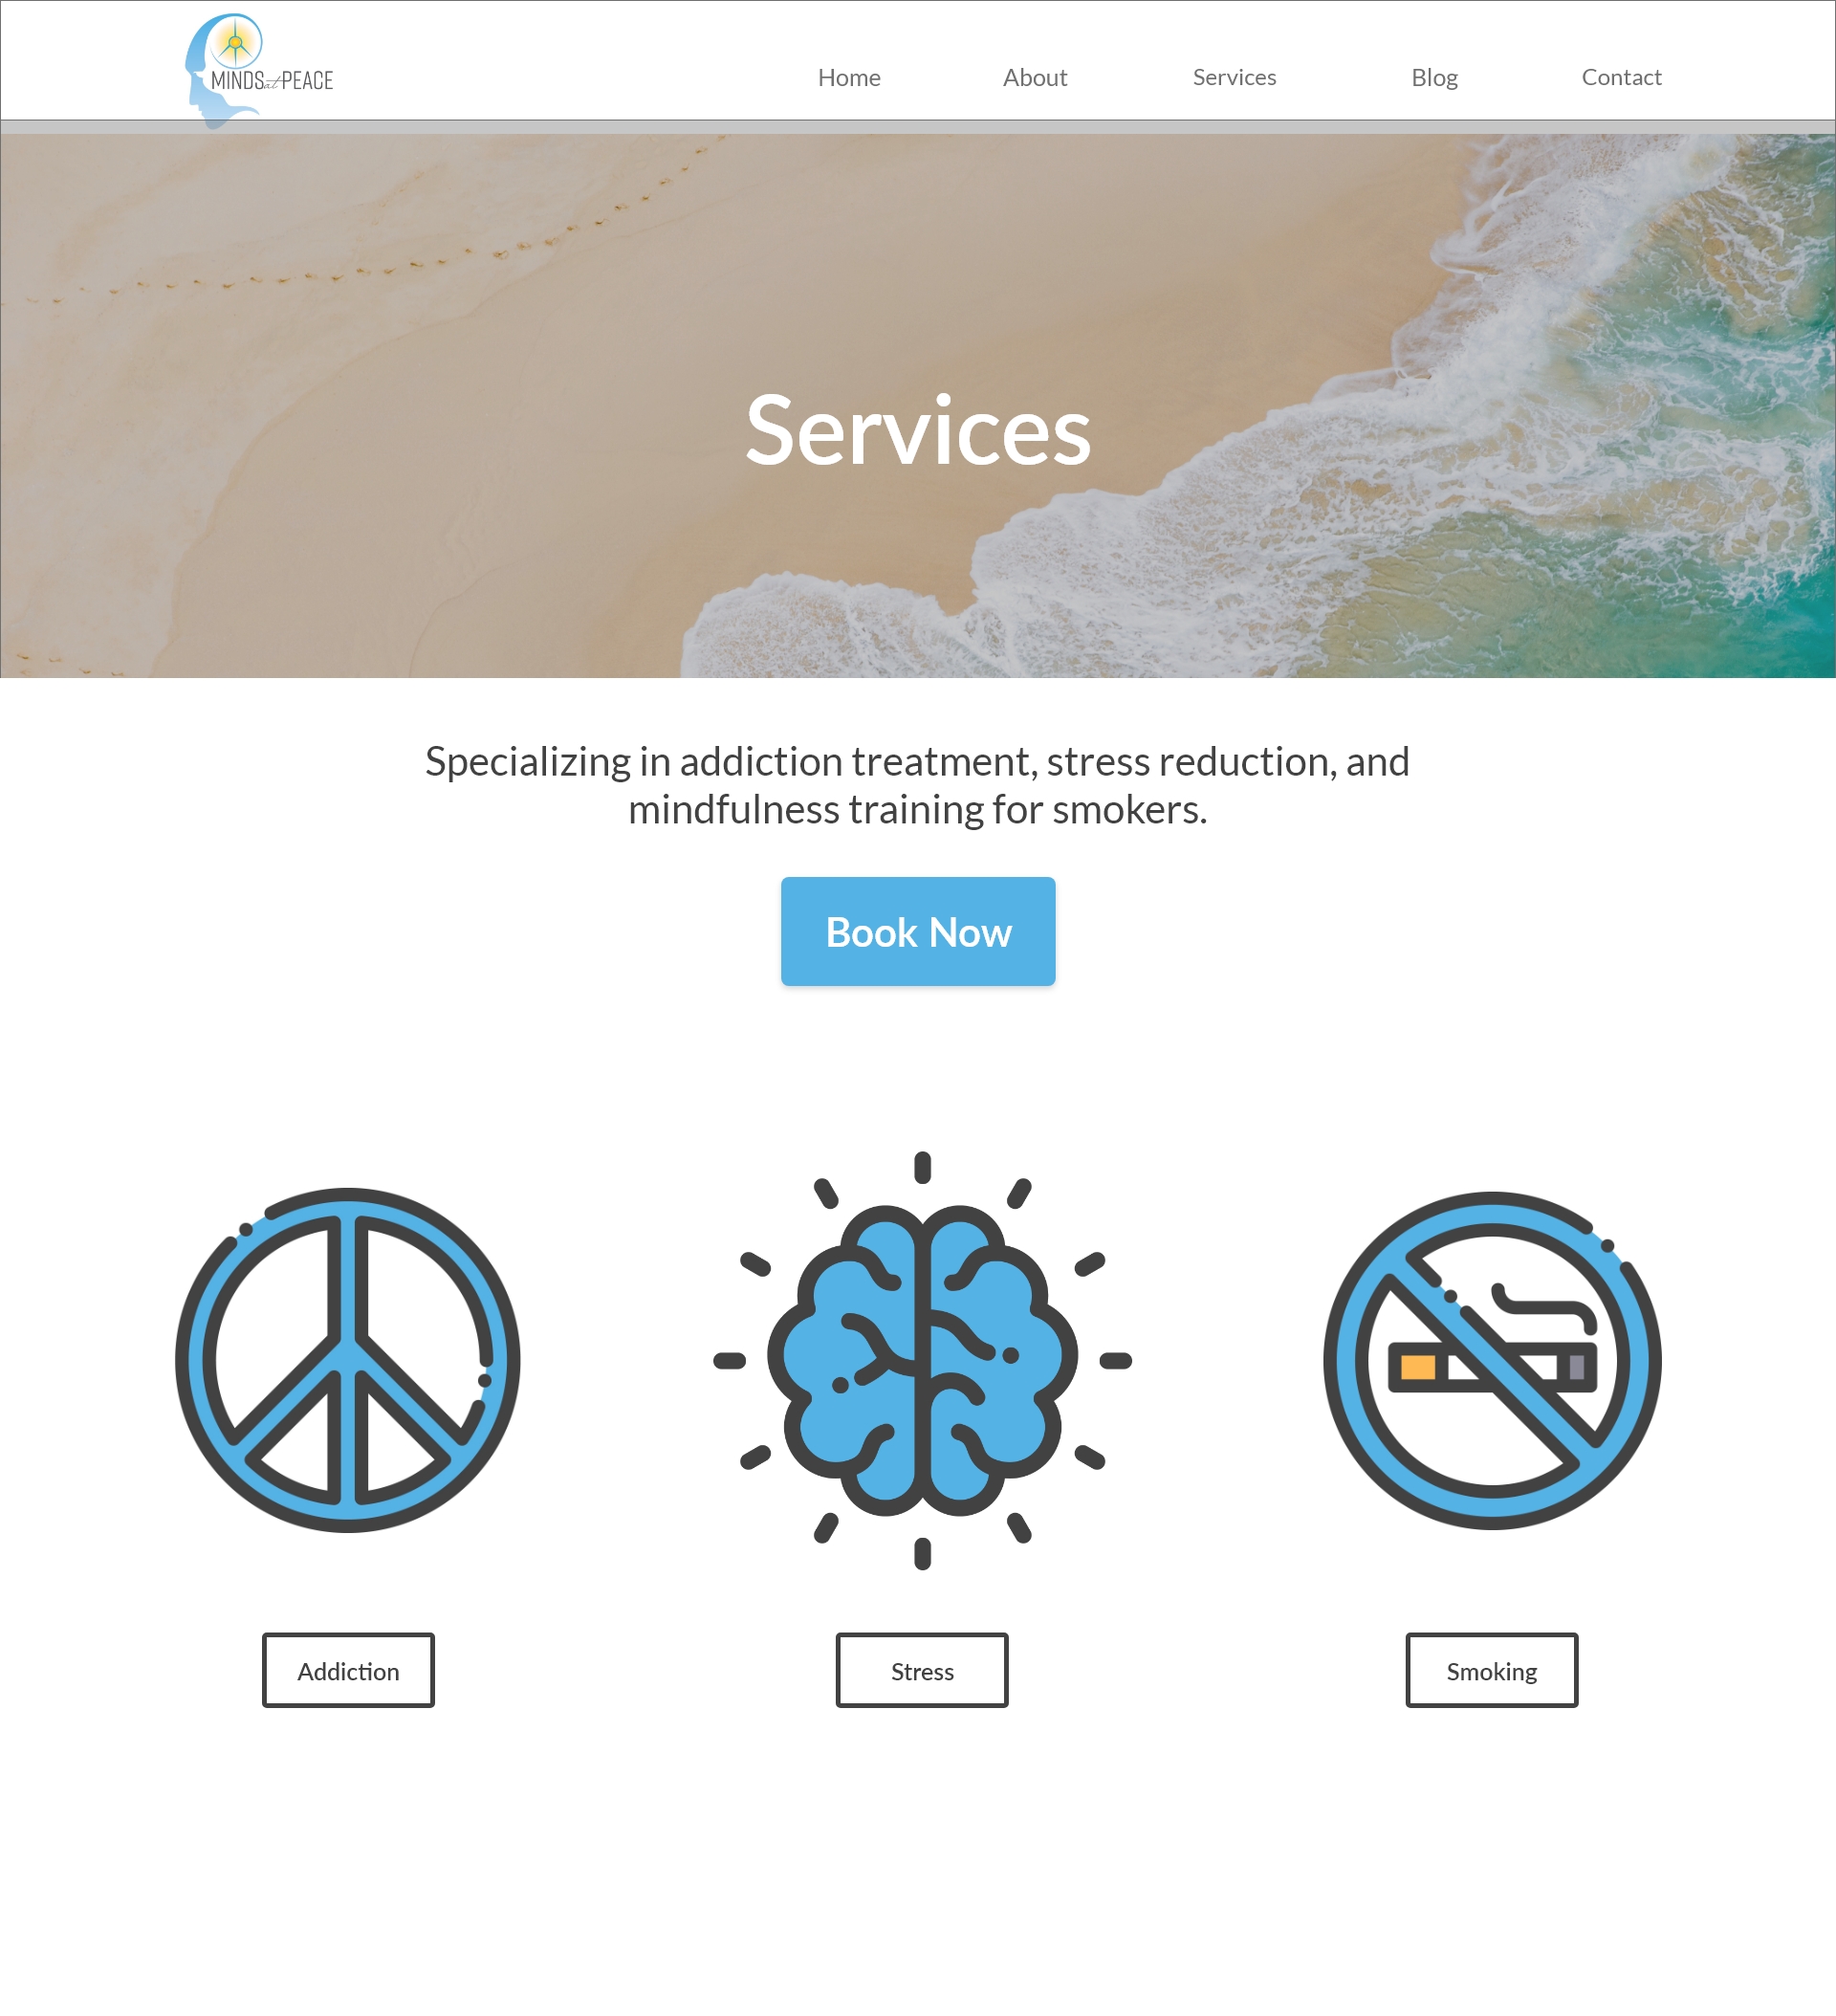 MINDS at PEACE
Home
About
Services
Blog
Contact
Services
Specializing in addiction treatment, stress reduction, and
mindfulness training for smokers.
Book Now
Addiction
Stress
Smoking